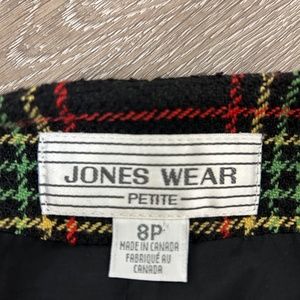 JONES WEAR
PETITE
8P
MADE IN CANADA
FABRIQUÉ AU
CANADA